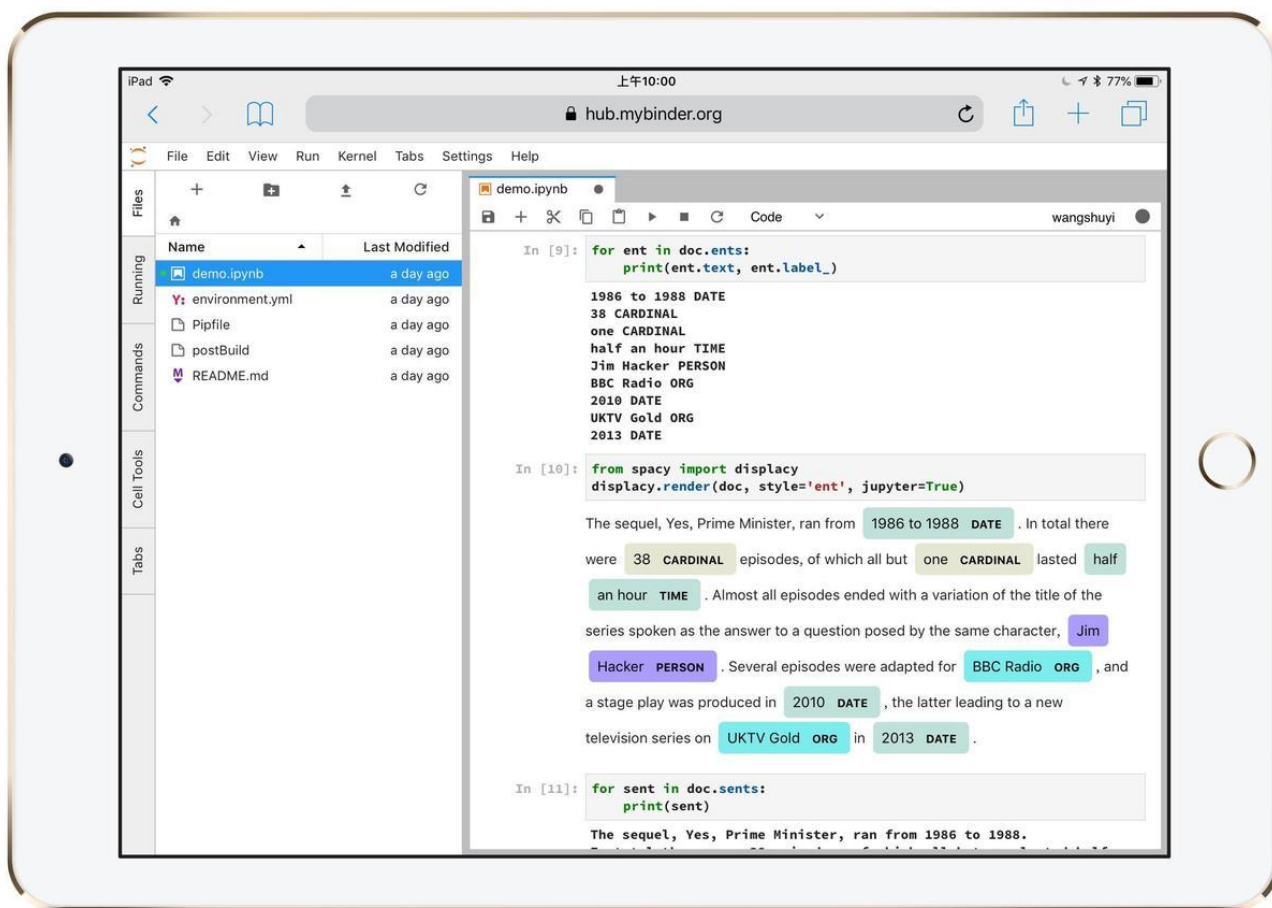 iPad
上午10:00
77%
hub.mybinder.org
File Edit View Run Kernel Tabs Settings Help
Files
Running
Commands
Cell Tools
Tabs
Name Last Modified
demo.ipynb a day ago
Y: environment.yml a day ago
Pipfile a day ago
postBuild a day ago
M README.md a day ago
demo.ipynb
Code
wangshuyi
In [9]: for ent in doc.ents:
print(ent.text, ent.label_)
1986 to 1988 DATE
38 CARDINAL
one CARDINAL
half an hour TIME
Jim Hacker PERSON
BBC Radio ORG
2010 DATE
UKTV Gold ORG
2013 DATE
In [10]: from spacy import displacy
displacy.render(doc, style='ent', jupyter=True)
The sequel, Yes, Prime Minister, ran from 1986 to 1988 DATE . In total there
were 38 CARDINAL episodes, of which all but one CARDINAL lasted half
an hour TIME . Almost all episodes ended with a variation of the title of the
series spoken as the answer to a question posed by the same character, Jim
Hacker PERSON . Several episodes were adapted for BBC Radio ORG , and
a stage play was produced in 2010 DATE , the latter leading to a new
television series on UKTV Gold ORG in 2013 DATE .
In [11]: for sent in doc.sents:
print(sent)
The sequel, Yes, Prime Minister, ran from 1986 to 1988.